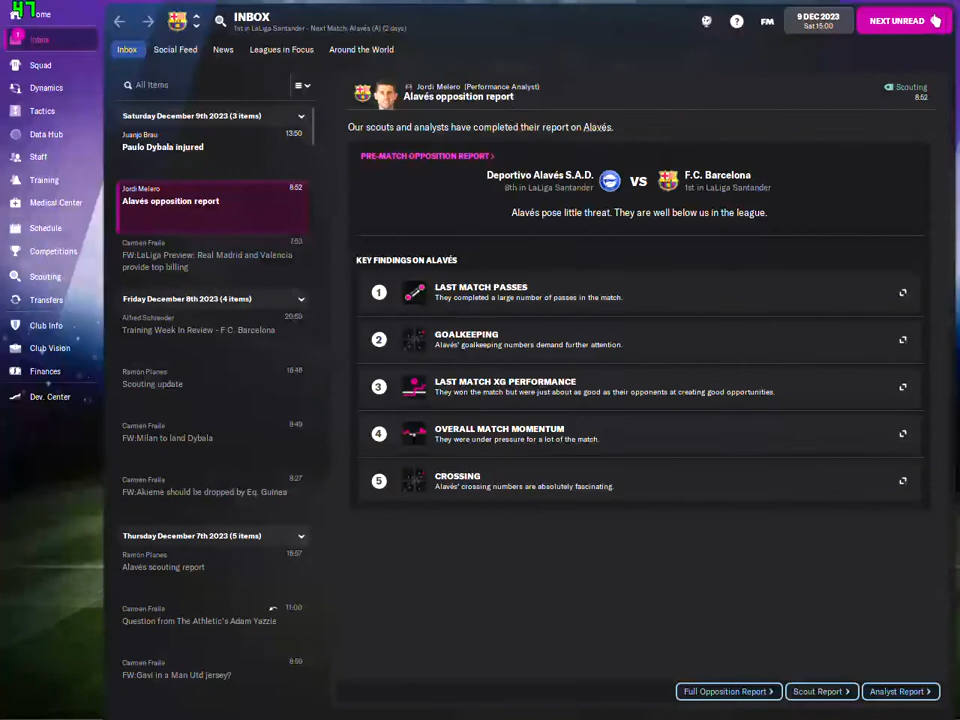 47
ome
1
Inbox
Squad
Dynamics
Tactics
Data Hub
Staff
Training
Medical Center
Schedule
Competitions
Scouting
Transfers
Club Info
Club Vision
Finances
Dev. Center
INBOX
1st in LaLiga Santander - Next Match: Alavés (A) (2 days)
?
FM
9 DEC 2023
Sat 15:00
NEXT UNREAD
Inbox
Social Feed
News
Leagues in Focus
Around the World
All Items
Saturday December 9th 2023 (3 items)
Juanjo Brau 13:50
Paulo Dybala injured
Jordi Melero 8:52
Alavés opposition report
Carmen Fraile 7:53
FW:LaLiga Preview: Real Madrid and Valencia
provide top billing
Friday December 8th 2023 (4 items)
Alfred Schreuder 20:59
Training Week In Review - F.C. Barcelona
Ramón Planes 16:46
Scouting update
Carmen Fraile 8:49
FW:Milan to land Dybala
Carmen Fraile 8:27
FW:Akieme should be dropped by Eq. Guinea
Thursday December 7th 2023 (5 items)
Ramón Planes 16:57
Alavés scouting report
Carmen Fraile 11:00
Question from The Athletic's Adam Yazzie
Carmen Fraile 8:59
FW:Gavi in a Man Utd jersey?
Jordi Melero [Performance Analyst]
Alavés opposition report
Scouting
8:52
Our scouts and analysts have completed their report on Alavés.
PRE-MATCH OPPOSITION REPORT >
Deportivo Alavés S.A.D.
8th in LaLiga Santander
VS
F.C. Barcelona
1st in LaLiga Santander
Alavés pose little threat. They are well below us in the league.
KEY FINDINGS ON ALAVÉS
1 LAST MATCH PASSES
They completed a large number of passes in the match.
2 GOALKEEPING
Alavés' goalkeeping numbers demand further attention.
3 LAST MATCH XG PERFORMANCE
They won the match but were just about as good as their opponents at creating good opportunities.
4 OVERALL MATCH MOMENTUM
They were under pressure for a lot of the match.
5 CROSSING
Alavés' crossing numbers are absolutely fascinating.
Full Opposition Report >
Scout Report >
Analyst Report >